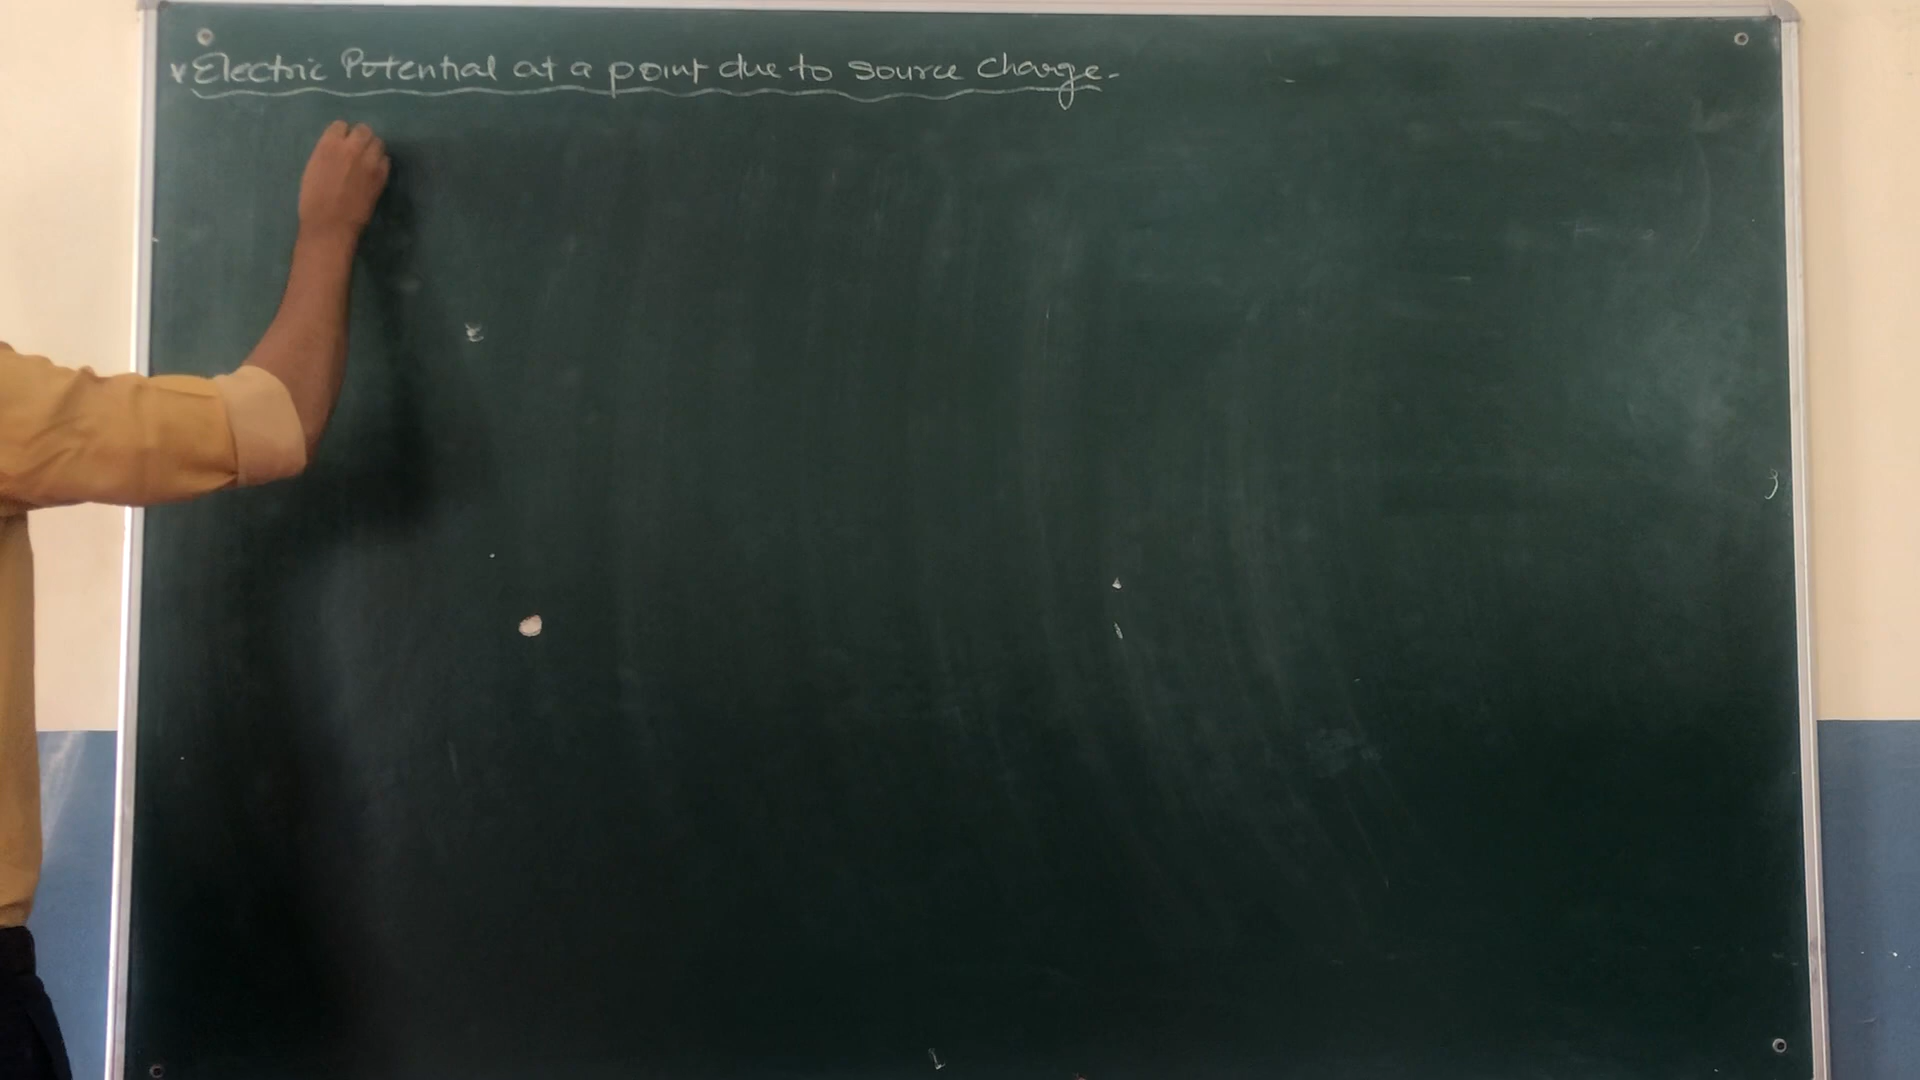 Electric Potential at a point due to source charge-